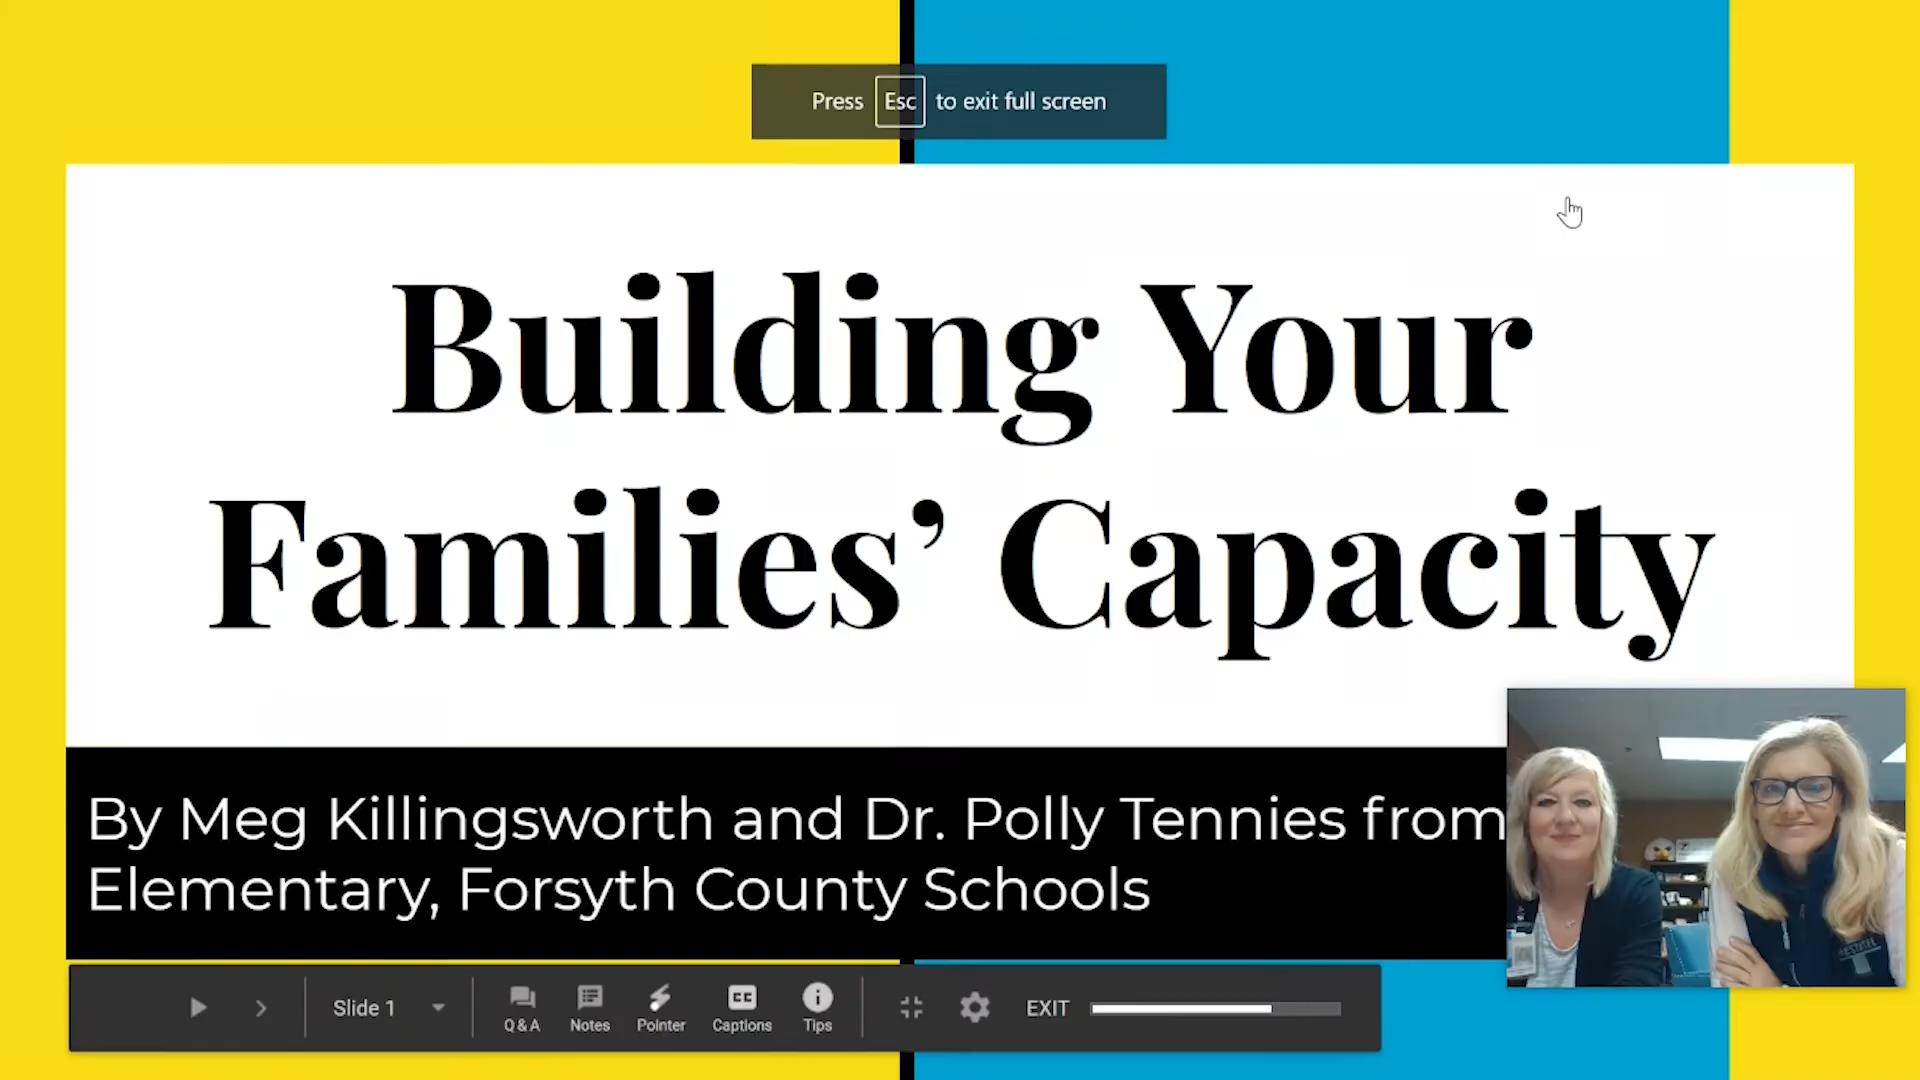 Press Esc to exit full screen
Building Your
Families’ Capacity
By Meg Killingsworth and Dr. Polly Tennies from
Elementary, Forsyth County Schools
Slide 1
Q&A Notes Pointer Captions Tips
EXIT